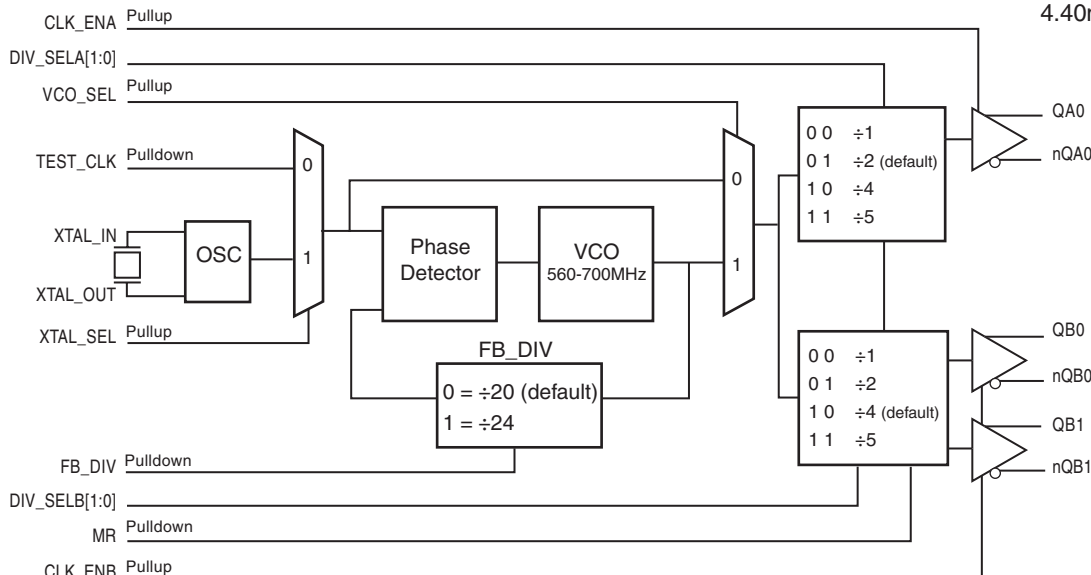 4.40n
CLK_ENA Pullup
DIV_SELA[1:0]
VCO_SEL Pullup
TEST_CLK Pulldown
0
1
XTAL_IN
OSC
XTAL_OUT
XTAL_SEL Pullup
Phase
Detector
VCO
560-700MHz
0
1
FB_DIV
0 = ÷20 (default)
1 = ÷24
0 0 ÷1
0 1 ÷2 (default)
1 0 ÷4
1 1 ÷5
QA0
nQA0
0 0 ÷1
0 1 ÷2
1 0 ÷4 (default)
1 1 ÷5
QB0
nQB0
QB1
nQB1
FB_DIV Pulldown
DIV_SELB[1:0]
MR Pulldown
CLK_ENB Pullup